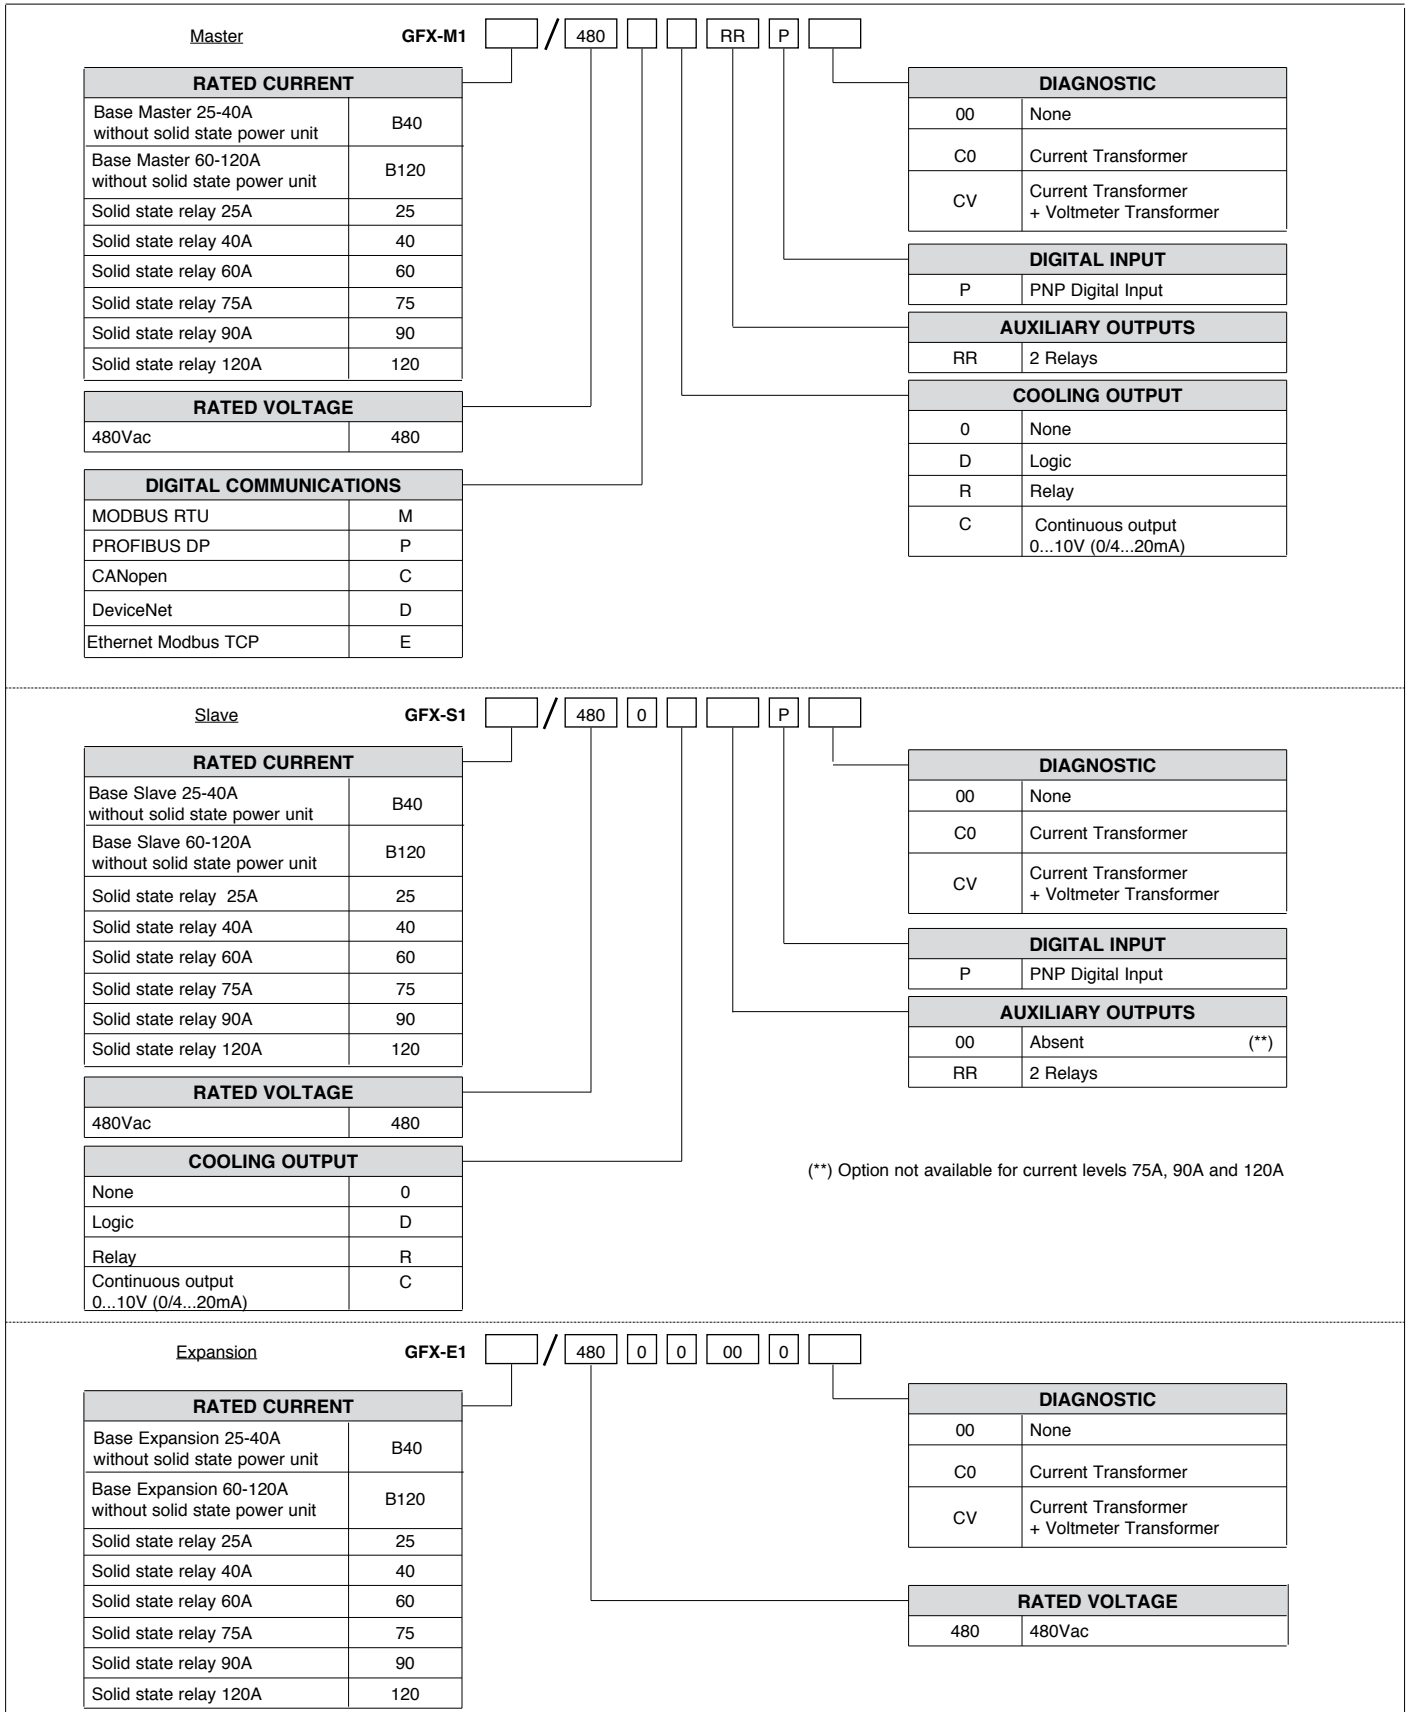 Master GFX-M1 / 480 RR P
RATED CURRENT
Base Master 25-40A
without solid state power unit B40
Base Master 60-120A
without solid state power unit B120
Solid state relay 25A 25
Solid state relay 40A 40
Solid state relay 60A 60
Solid state relay 75A 75
Solid state relay 90A 90
Solid state relay 120A 120
RATED VOLTAGE
480Vac 480
DIGITAL COMMUNICATIONS
MODBUS RTU M
PROFIBUS DP P
CANopen C
DeviceNet D
Ethernet Modbus TCP E
DIAGNOSTIC
00 None
C0 Current Transformer
CV Current Transformer
+ Voltmeter Transformer
DIGITAL INPUT
P PNP Digital Input
AUXILIARY OUTPUTS
RR 2 Relays
COOLING OUTPUT
0 None
D Logic
R Relay
C Continuous output
0...10V (0/4...20mA)
Slave GFX-S1 / 480 0 P
RATED CURRENT
Base Slave 25-40A
without solid state power unit B40
Base Slave 60-120A
without solid state power unit B120
Solid state relay 25A 25
Solid state relay 40A 40
Solid state relay 60A 60
Solid state relay 75A 75
Solid state relay 90A 90
Solid state relay 120A 120
RATED VOLTAGE
480Vac 480
COOLING OUTPUT
None 0
Logic D
Relay R
Continuous output C
0...10V (0/4...20mA)
DIAGNOSTIC
00 None
C0 Current Transformer
CV Current Transformer
+ Voltmeter Transformer
DIGITAL INPUT
P PNP Digital Input
AUXILIARY OUTPUTS
00 Absent (**)
RR 2 Relays
(**) Option not available for current levels 75A, 90A and 120A
Expansion GFX-E1 / 480 0 0 00 0
RATED CURRENT
Base Expansion 25-40A
without solid state power unit B40
Base Expansion 60-120A
without solid state power unit B120
Solid state relay 25A 25
Solid state relay 40A 40
Solid state relay 60A 60
Solid state relay 75A 75
Solid state relay 90A 90
Solid state relay 120A 120
DIAGNOSTIC
00 None
C0 Current Transformer
CV Current Transformer
+ Voltmeter Transformer
RATED VOLTAGE
480 480Vac